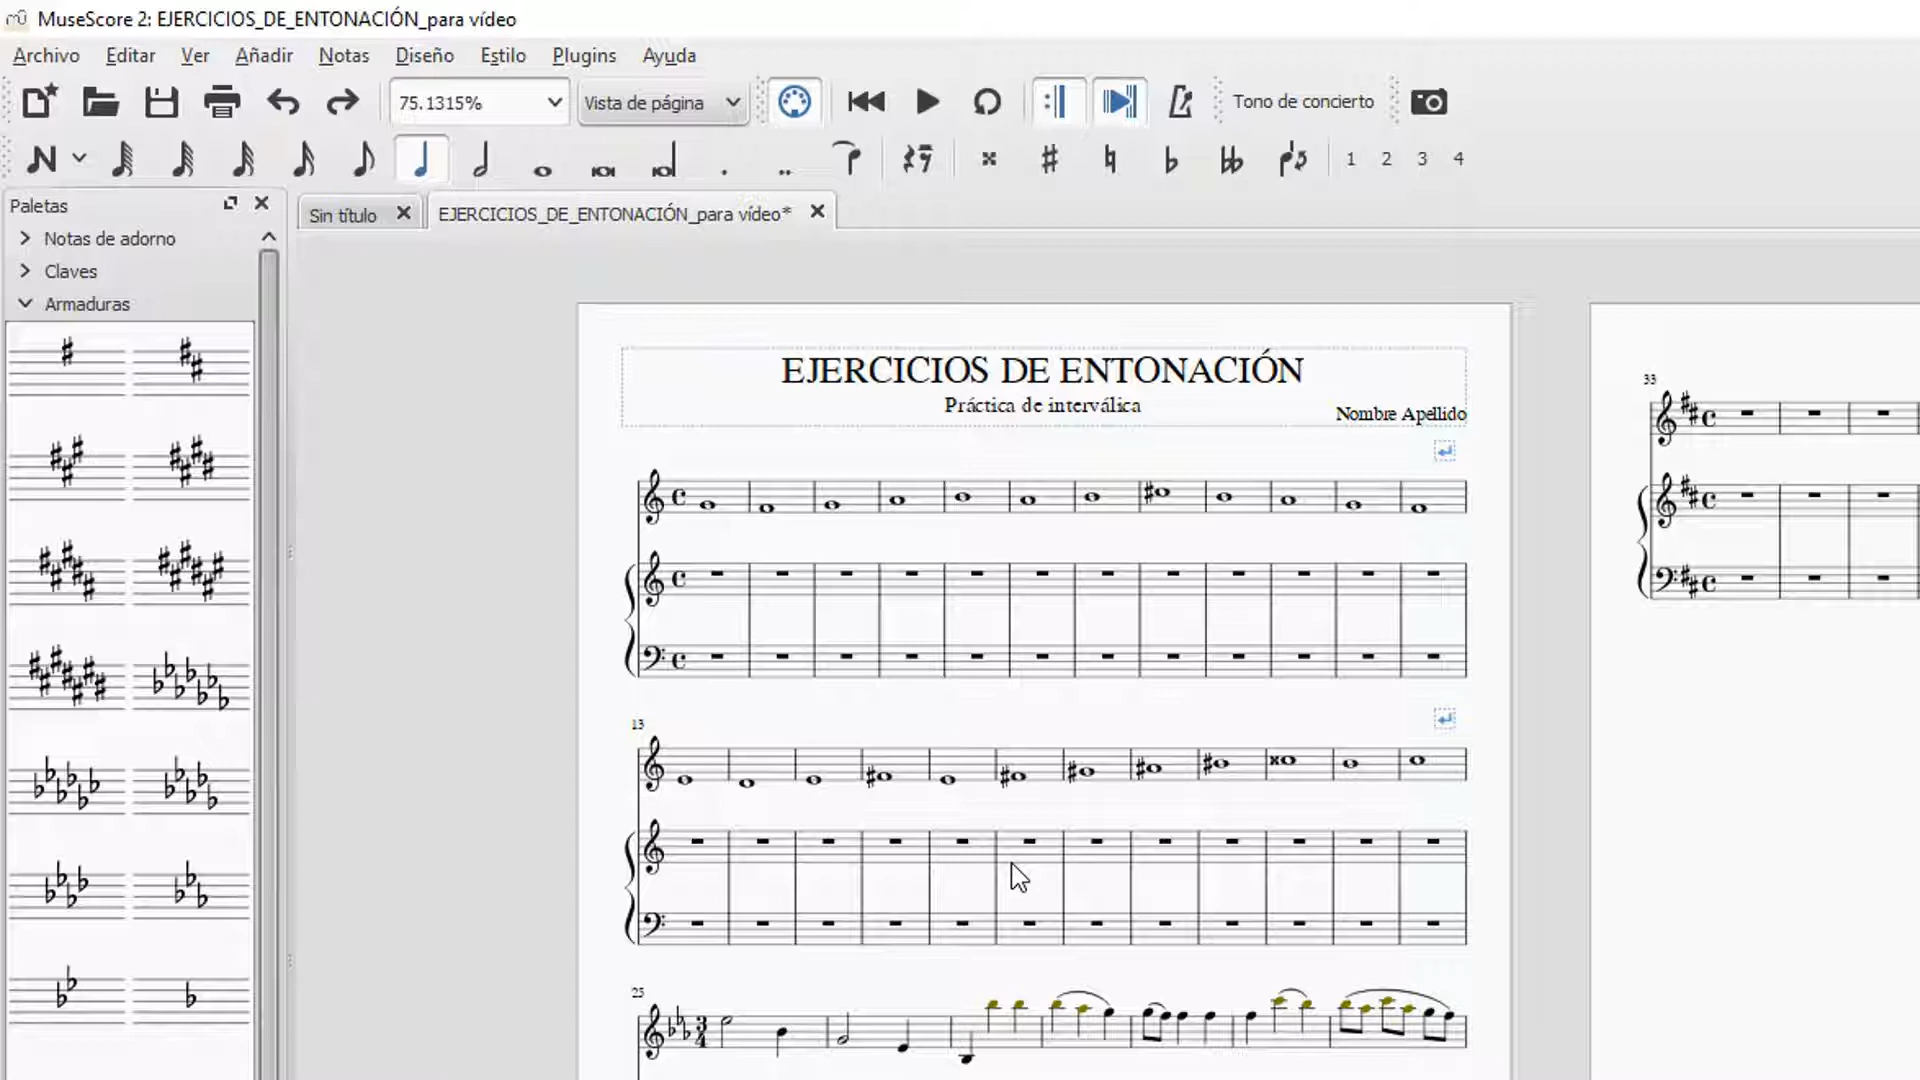 MuseScore 2: EJERCICIOS_DE_ENTONACIÓN_para vídeo
Archivo Editar Ver Añadir Notas Diseño Estilo Plugins Ayuda
75.1315% Vista de página Tono de concierto
1 2 3 4
Paletas
Sin título EJERCICIOS_DE_ENTONACIÓN_para vídeo*
Notas de adorno
Claves
Armaduras
EJERCICIOS DE ENTONACIÓN
Práctica de interválica
Nombre Apellido
33
13
25
3
4